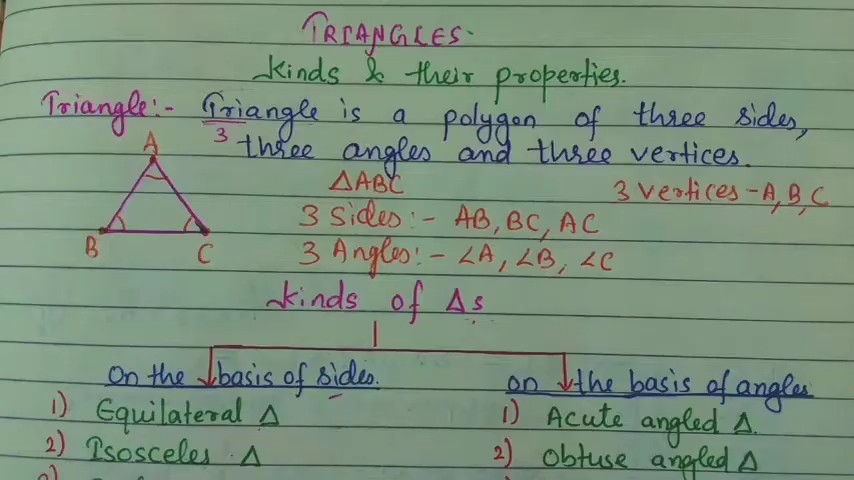 TRIANGLES.
kinds & their properties.
Triangle:- Triangle is a polygon of three sides,
3 three angles and three vertices.
A
B
C
ΔABC
3 vertices - A, B, C
3 Sides:- AB, BC, AC
3 Angles:- ∠A, ∠B, ∠C
kinds of Δs
on the basis of sides.
on the basis of angles
1) Equilateral Δ
1) Acute angled Δ.
2) Isosceles Δ
2) Obtuse angled Δ